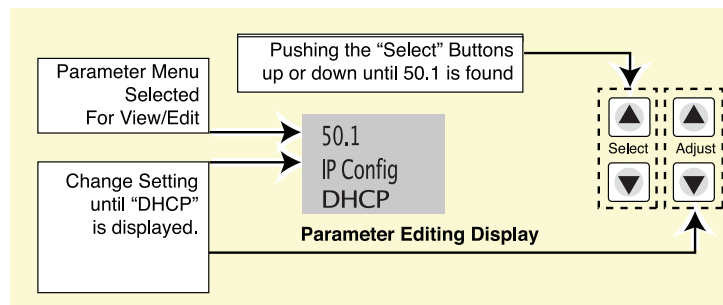 Pushing the “Select” Buttons
up or down until 50.1 is found
Parameter Menu
Selected
For View/Edit
50.1
IP Config
DHCP
Select
Adjust
Change Setting
until “DHCP”
is displayed.
Parameter Editing Display